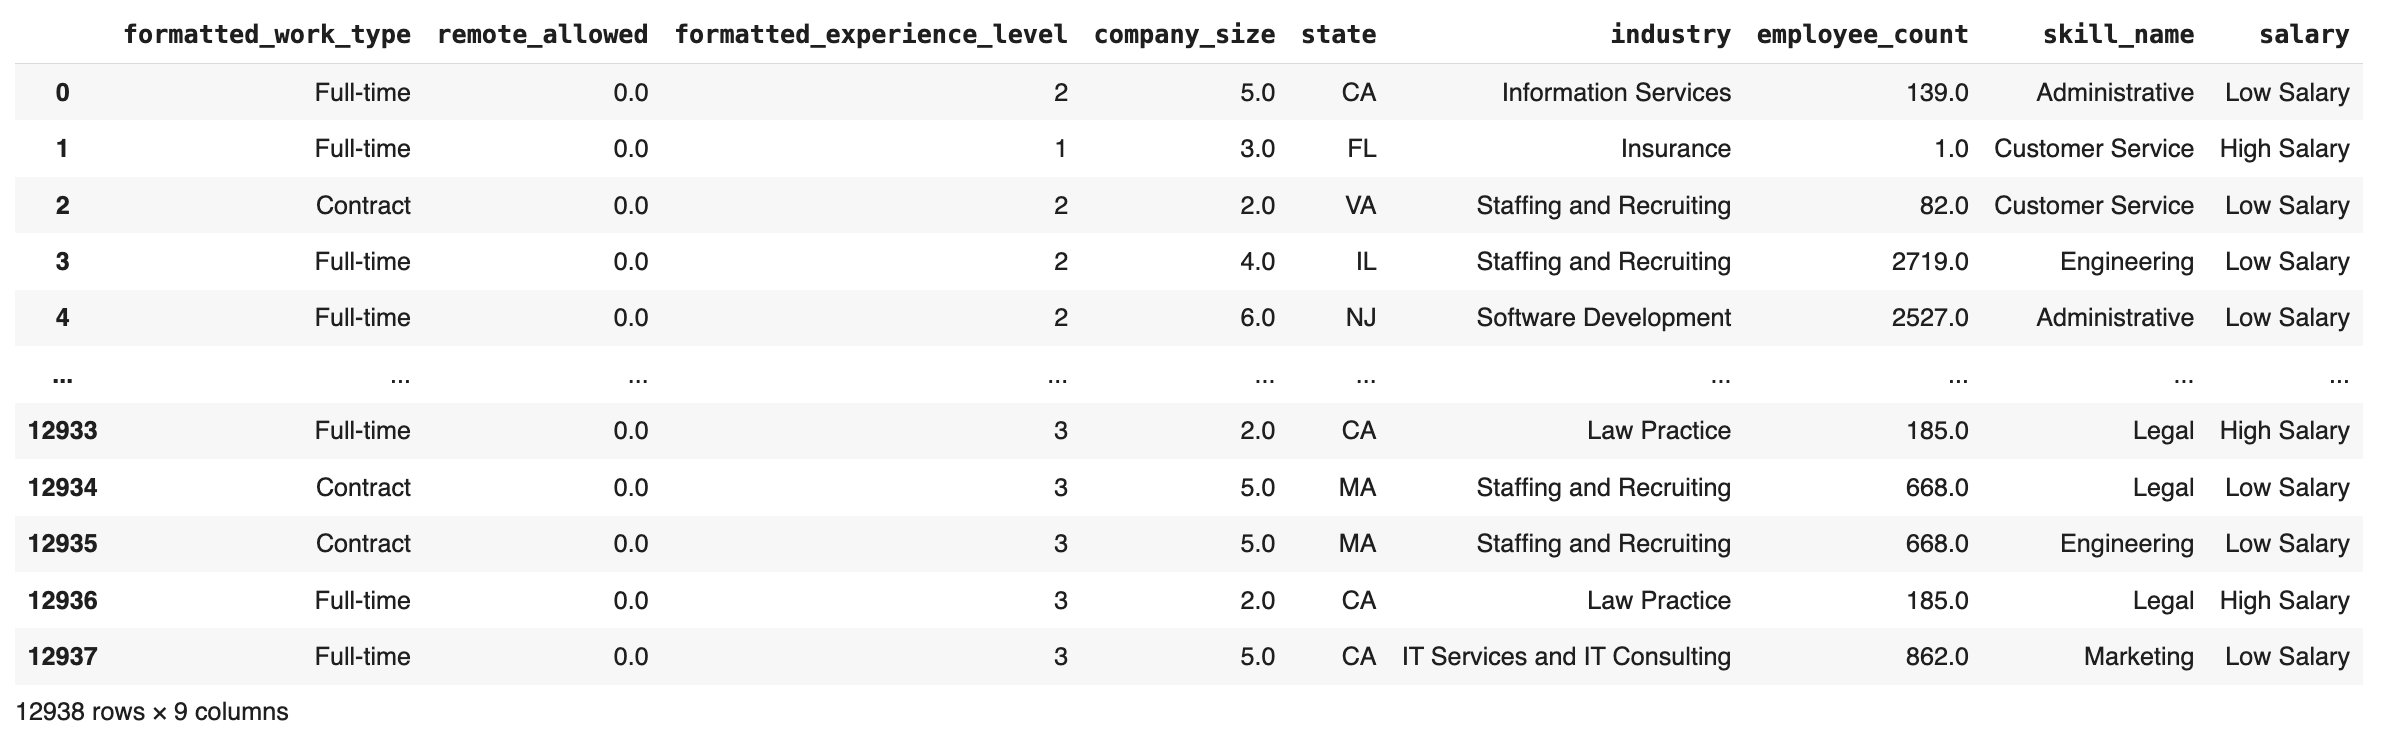 formatted_work_type remote_allowed formatted_experience_level company_size state industry employee_count skill_name salary
0 Full-time 0.0 2 5.0 CA Information Services 139.0 Administrative Low Salary
1 Full-time 0.0 1 3.0 FL Insurance 1.0 Customer Service High Salary
2 Contract 0.0 2 2.0 VA Staffing and Recruiting 82.0 Customer Service Low Salary
3 Full-time 0.0 2 4.0 IL Staffing and Recruiting 2719.0 Engineering Low Salary
4 Full-time 0.0 2 6.0 NJ Software Development 2527.0 Administrative Low Salary
... ... ... ... ... ... ... ... ... ...
12933 Full-time 0.0 3 2.0 CA Law Practice 185.0 Legal High Salary
12934 Contract 0.0 3 5.0 MA Staffing and Recruiting 668.0 Legal Low Salary
12935 Contract 0.0 3 5.0 MA Staffing and Recruiting 668.0 Engineering Low Salary
12936 Full-time 0.0 3 2.0 CA Law Practice 185.0 Legal High Salary
12937 Full-time 0.0 3 5.0 CA IT Services and IT Consulting 862.0 Marketing Low Salary
12938 rows × 9 columns